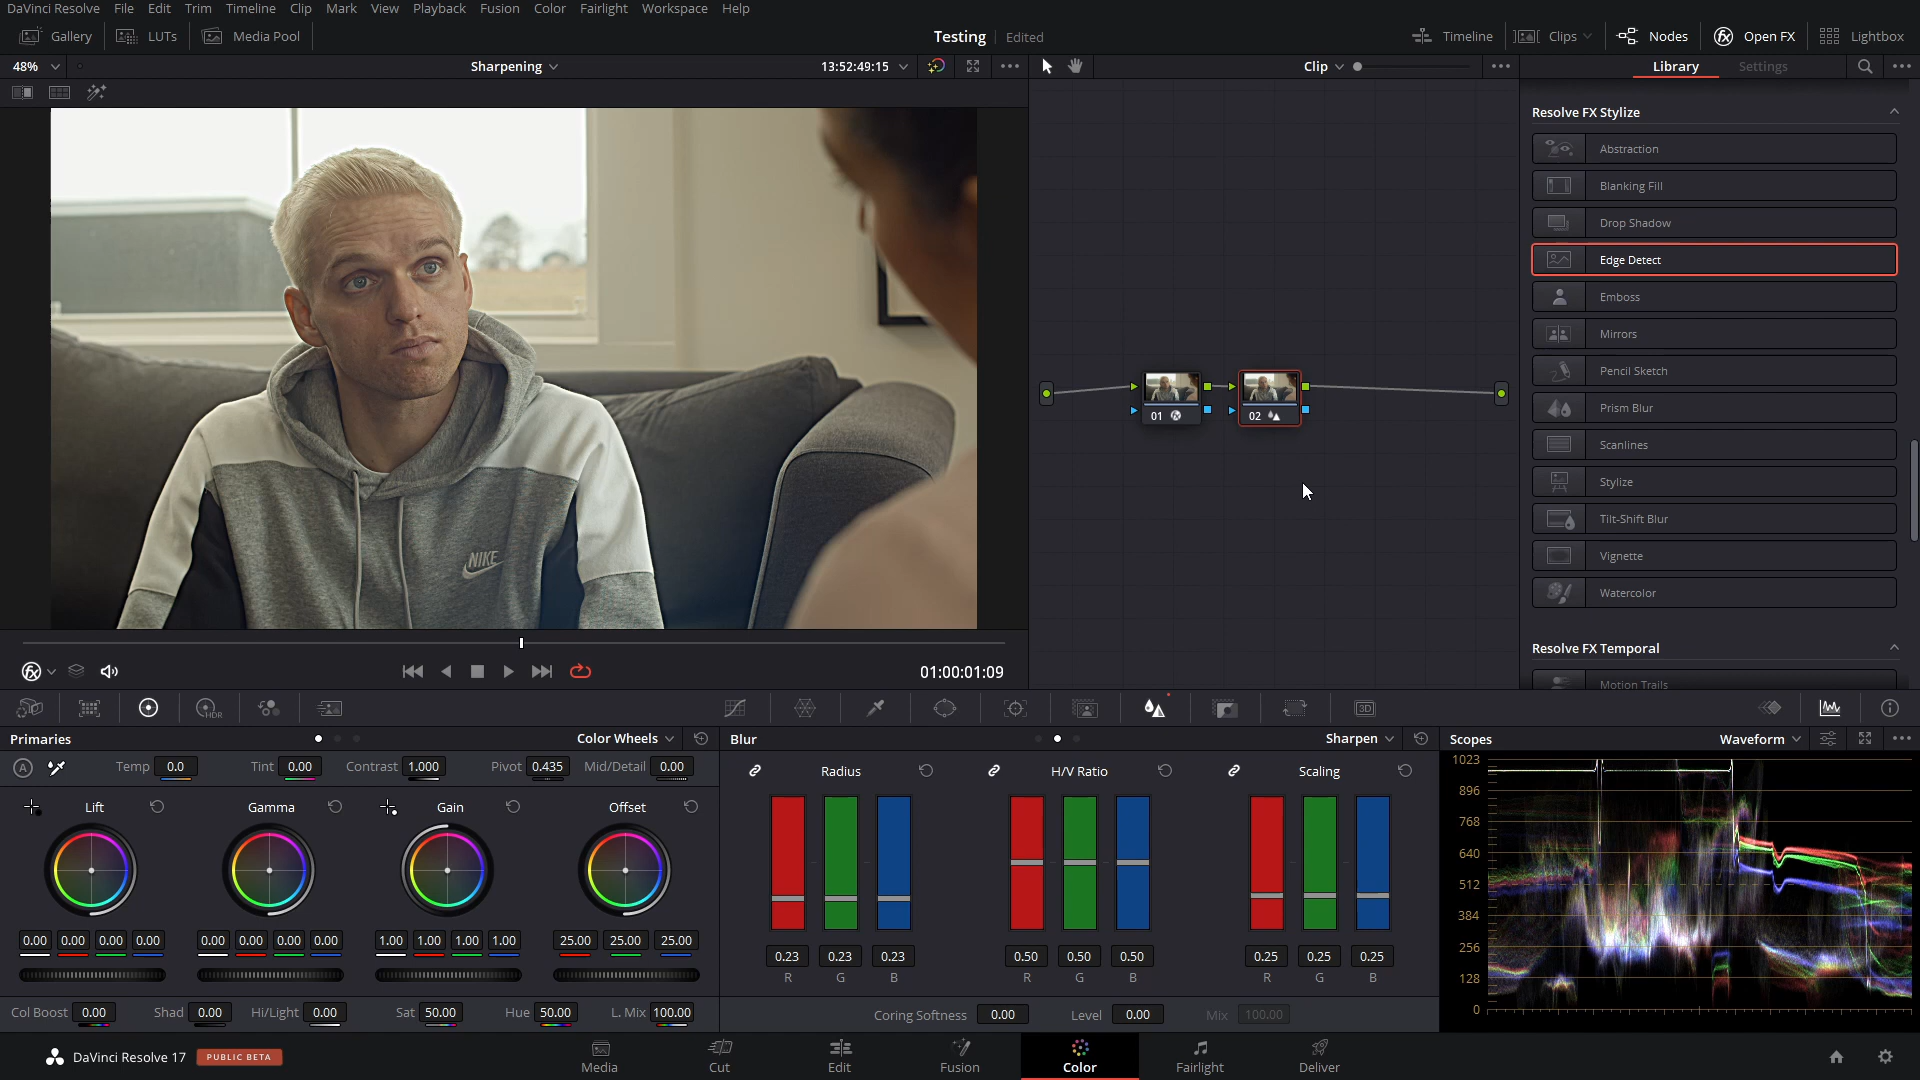 DaVinci Resolve File Edit Trim Timeline Clip Mark View Playback Fusion Color Fairlight Workspace Help
Gallery LUTs Media Pool Testing Edited Timeline Clips Nodes Open FX Lightbox
48% Sharpening 13:52:49:15 Clip Library Settings
Resolve FX Stylize
Abstraction
Blanking Fill
Drop Shadow
Edge Detect
Emboss
Mirrors
Pencil Sketch
Prism Blur
Scanlines
Stylize
Tilt-Shift Blur
Vignette
Watercolor
Resolve FX Temporal
Motion Trails
01 02
NIKE
01:00:01:09
HDR 3D
Primaries Color Wheels Blur Sharpen Scopes Waveform
A Temp 0.0 Tint 0.00 Contrast 1.000 Pivot 0.435 Mid/Detail 0.00
Radius H/V Ratio Scaling
Lift Gamma Gain Offset
0.00 0.00 0.00 0.00 0.00 0.00 0.00 0.00 1.00 1.00 1.00 1.00 25.00 25.00 25.00
0.23 0.23 0.23 0.50 0.50 0.50 0.25 0.25 0.25
R G B R G B R G B
Col Boost 0.00 Shad 0.00 Hi/Light 0.00 Sat 50.00 Hue 50.00 L. Mix 100.00
Coring Softness 0.00 Level 0.00 Mix 100.00
1023
896
768
640
512
384
256
128
0
DaVinci Resolve 17 PUBLIC BETA
Media Cut Edit Fusion Color Fairlight Deliver